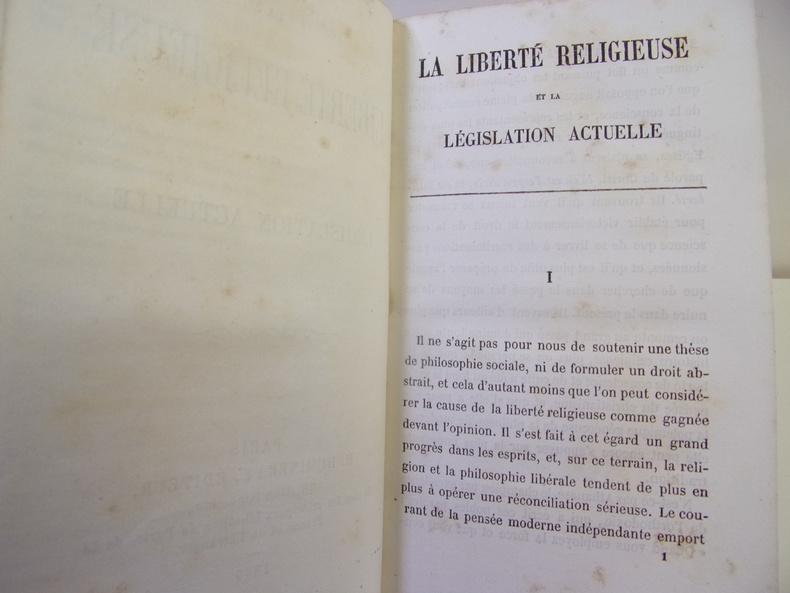 LA LIBERTÉ RELIGIEUSE
ET LA
LÉGISLATION ACTUELLE
I
Il ne s'agit pas pour nous de soutenir une thèse
de philosophie sociale, ni de formuler un droit ab-
strait, et cela d'autant moins que l'on peut considé-
rer la cause de la liberté religieuse comme gagnée
devant l'opinion. Il s'est fait à cet égard un grand
progrès dans les esprits, et, sur ce terrain, la reli-
gion et la philosophie libérale tendent de plus en
plus à opérer une réconciliation sérieuse. Le cou-
rant de la pensée moderne indépendante emport
1